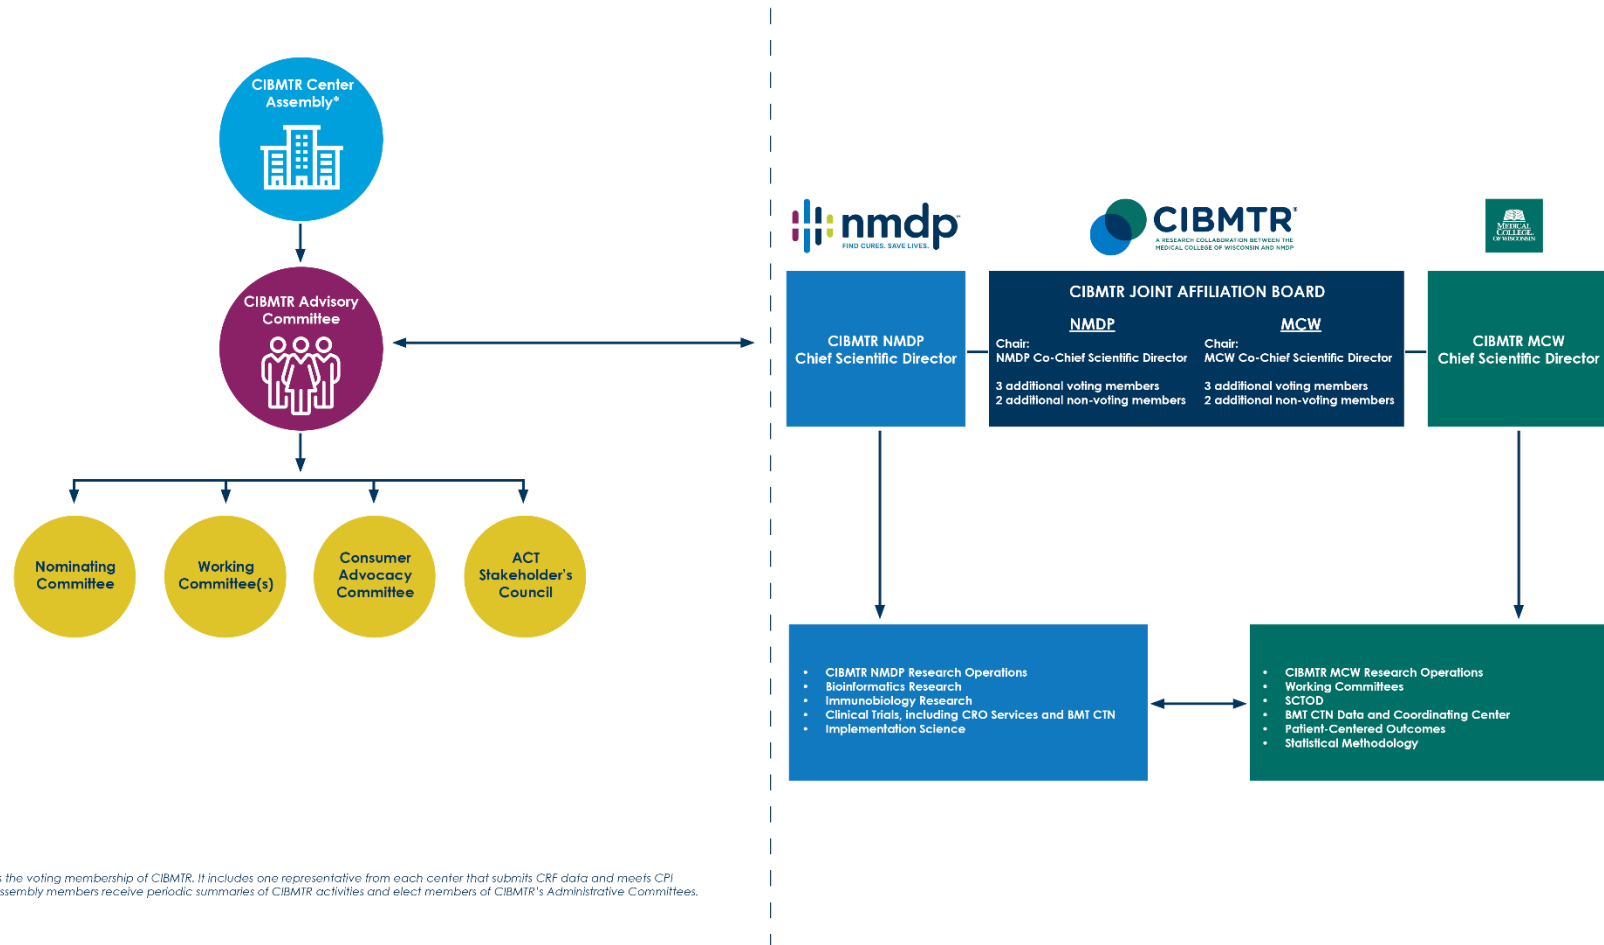 CIBMTR Center
Assembly*
CIBMTR Advisory
Committee
Nominating
Committee
Working
Committee(s)
Consumer
Advocacy
Committee
ACT
Stakeholder's
Council
s the voting membership of CIBMTR. It includes one representative from each center that submits CRF data and meets CPI
ssembly members receive periodic summaries of CIBMTR activities and elect members of CIBMTR's Administrative Committees.
nmdp
FIND CURES. SAVE LIVES.
CIBMTR®
A RESEARCH COLLABORATION BETWEEN THE
MEDICAL COLLEGE OF WISCONSIN AND NMDP
MEDICAL
COLLEGE
OF WISCONSIN
CIBMTR NMDP
Chief Scientific Director
CIBMTR JOINT AFFILIATION BOARD
NMDP
Chair:
NMDP Co-Chief Scientific Director
3 additional voting members
2 additional non-voting members
MCW
Chair:
MCW Co-Chief Scientific Director
3 additional voting members
2 additional non-voting members
CIBMTR MCW
Chief Scientific Director
• CIBMTR NMDP Research Operations
• Bioinformatics Research
• Immunobiology Research
• Clinical Trials, including CRO Services and BMT CTN
• Implementation Science
• CIBMTR MCW Research Operations
• Working Committees
• SCTOD
• BMT CTN Data and Coordinating Center
• Patient-Centered Outcomes
• Statistical Methodology